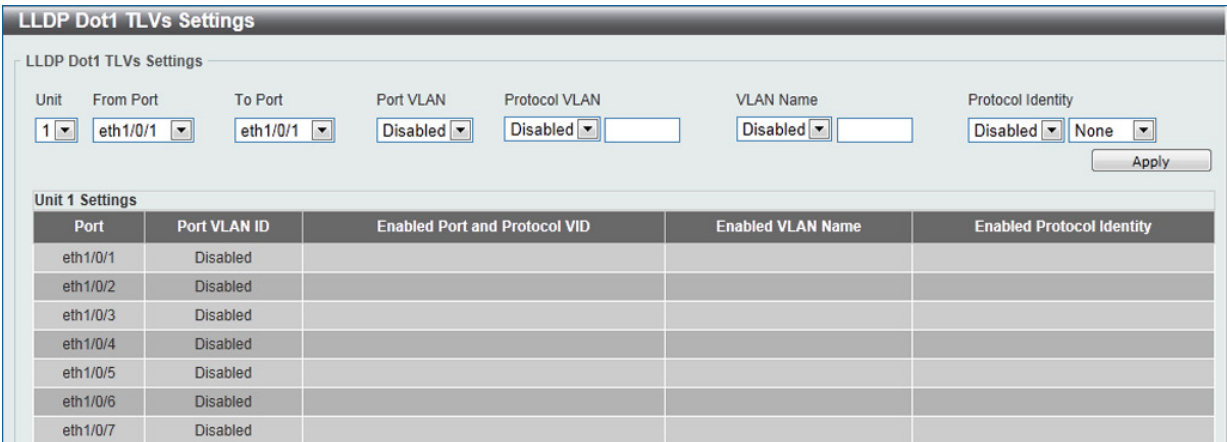 LLDP Dot1 TLVs Settings
LLDP Dot1 TLVs Settings
Unit From Port To Port Port VLAN Protocol VLAN VLAN Name Protocol Identity
1 eth1/0/1 eth1/0/1 Disabled Disabled Disabled Disabled None
Apply
Unit 1 Settings
Port Port VLAN ID Enabled Port and Protocol VID Enabled VLAN Name Enabled Protocol Identity
eth1/0/1 Disabled
eth1/0/2 Disabled
eth1/0/3 Disabled
eth1/0/4 Disabled
eth1/0/5 Disabled
eth1/0/6 Disabled
eth1/0/7 Disabled